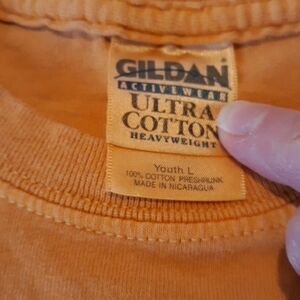 GILDAN
ACTIVEWEAR
ULTRA
COTTON
HEAVYWEIGHT
Youth L
100% COTTON PRESHRUNK
MADE IN NICARAGUA